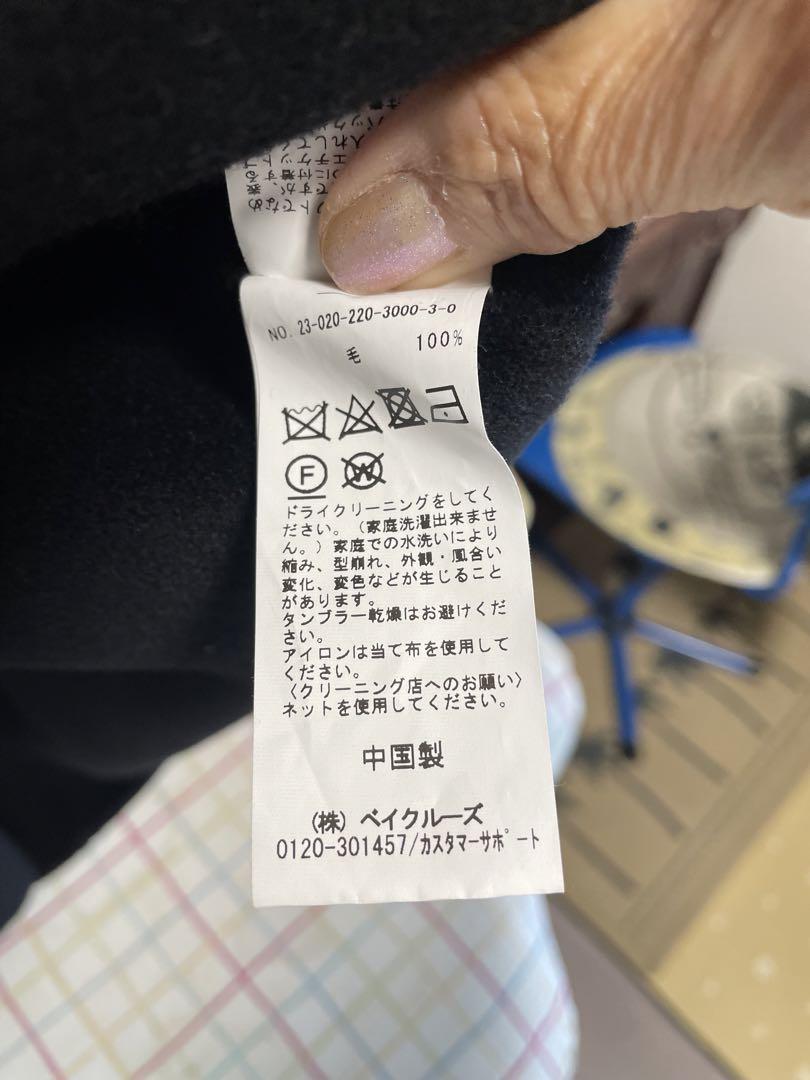 NO. 23-020-220-3000-3-0
毛 100%
F
W
ドライクリーニングをしてく
ださい。(家庭洗濯出来ませ
ん。)家庭での水洗いにより
縮み、型崩れ、外観・風合い
変化、変色などが生じること
があります。
タンブラー乾燥はお避けくだ
さい。
アイロンは当て布を使用して
ください。
〈クリーニング店へのお願い〉
ネットを使用してください。
中国製
(株) ベイクルーズ
0120-301457/カスタマーサポート